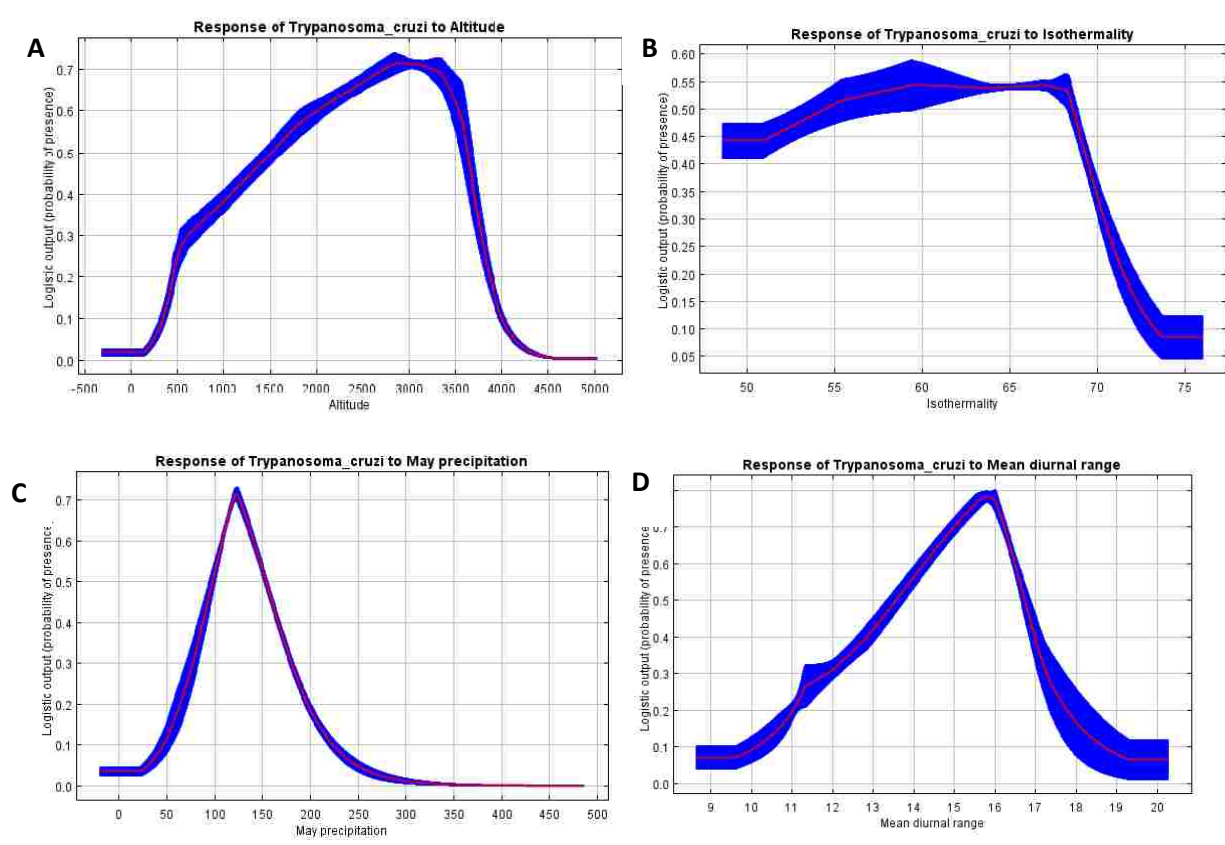 A
Response of Trypanosoma_cruzi to Altitude
Logistic output (probability of presence)
0.7
0.6
0.5
0.4
0.3
0.2
0.1
0.0
-500 0 500 1000 1500 2000 2500 3000 3500 4000 4500 5000
Altitude
B
Response of Trypanosoma_cruzi to Isothermality
Logistic output (probability of presence)
0.60
0.55
0.50
0.45
0.40
0.35
0.30
0.25
0.20
0.15
0.10
0.05
50 55 60 65 70 75
Isothermality
C
Response of Trypanosoma_cruzi to May precipitation
Logistic output (probability of presence
0.7
0.6
0.5
0.4
0.3
0.2
0.1
0.0
0 50 100 150 200 250 300 350 400 450 500
May precipitation
D
Response of Trypanosoma_cruzi to Mean diurnal range
Logistic output (probability of presence
0.6
0.5
0.4
0.3
0.2
0.1
0.0
9 10 11 12 13 14 15 16 17 18 19 20
Mean diurnal range